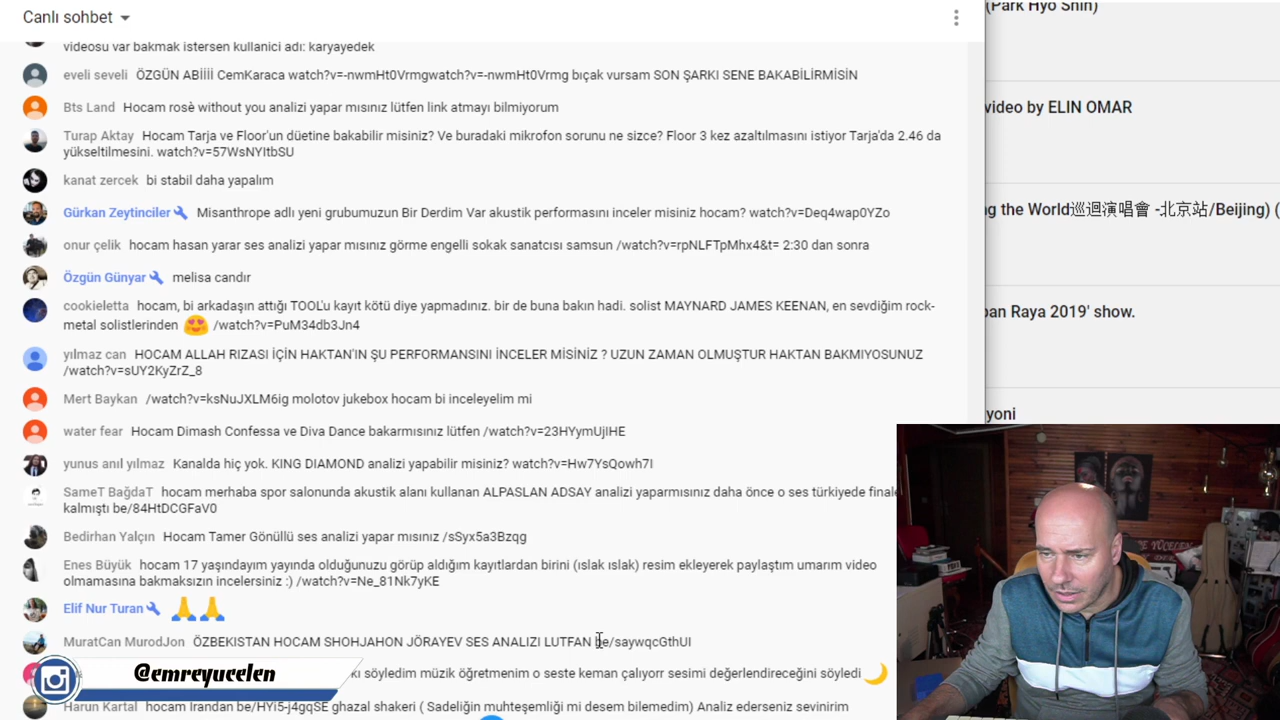 Canlı sohbet
videosu var bakmak istersen kullanici adı: karyayedek
eveli seveli ÖZGÜN ABİİİİ CemKaraca watch?v=-nwmHt0Vrmgwatch?v=-nwmHt0Vrmg bıçak vursam SON ŞARKI SENE BAKABİLİRMİSİN
Bts Land Hocam rosè without you analizi yapar mısınız lütfen link atmayı bilmiyorum
Turap Aktay Hocam Tarja ve Floor'un düetine bakabilir misiniz? Ve buradaki mikrofon sorunu ne sizce? Floor 3 kez azaltılmasını istiyor Tarja'da 2.46 da
yükseltilmesini. watch?v=57WsNYItbSU
kanat zercek bi stabil daha yapalım
Gürkan Zeytinciler Misanthrope adlı yeni grubumuzun Bir Derdim Var akustik performasını inceler misiniz hocam? watch?v=Deq4wap0YZo
onur çelik hocam hasan yarar ses analizi yapar mısınız görme engelli sokak sanatcısı samsun /watch?v=rpNLFTpMhx4&t= 2:30 dan sonra
Özgün Günyar melisa candır
cookieletta hocam, bi arkadaşın attığı TOOL'u kayıt kötü diye yapmadınız. bir de buna bakın hadi. solist MAYNARD JAMES KEENAN, en sevdiğim rock-
metal solistlerinden 😍 /watch?v=PuM34db3Jn4
yılmaz can HOCAM ALLAH RIZASI İÇİN HAKTAN'IN ŞU PERFORMANSINI İNCELER MİSİNİZ ? UZUN ZAMAN OLMUŞTUR HAKTAN BAKMIYOSUNUZ
/watch?v=sUY2KyZrZ_8
Mert Baykan /watch?v=ksNuJXLM6ig molotov jukebox hocam bi inceleyelim mi
water fear Hocam Dimash Confessa ve Diva Dance bakarmısınız lütfen /watch?v=23HYymUjIHE
yunus anıl yılmaz Kanalda hiç yok. KING DIAMOND analizi yapabilir misiniz? watch?v=Hw7YsQowh7I
SameT BağdaT hocam merhaba spor salonunda akustik alanı kullanan ALPASLAN ADSAY analizi yaparmısınız daha önce o ses türkiyede finale
kalmıştı be/84HtDCGFaV0
Bedirhan Yalçın Hocam Tamer Gönüllü ses analizi yapar mısınız /sSyx5a3Bzqg
Enes Büyük hocam 17 yaşındayım yayında olduğunuzu görüp aldığım kayıtlardan birini (ıslak ıslak) resim ekleyerek paylaştım umarım video
olmamasına bakmaksızın incelersiniz :) /watch?v=Ne_81Nk7yKE
Elif Nur Turan 🙏🙏
MuratCan MurodJon ÖZBEKISTAN HOCAM SHOHJAHON JÖRAYEV SES ANALIZI LUTFAN be/saywqcGthUI
ki söyledim müzik öğretmenim o seste keman çalıyorr sesimi değerlendireceğini söyledi 🌙
Harun Kartal hocam Irandan be/HYi5-j4gqSE ghazal shakeri ( Sadeliğin muhteşemliği mi desem bilemedim) Analiz ederseniz sevinirim
@emreyucelen
(Park Hyo Shin)
video by ELIN OMAR
ng the World巡迴演唱會 -北京站/Beijing) (
pan Raya 2019' show.
yoni